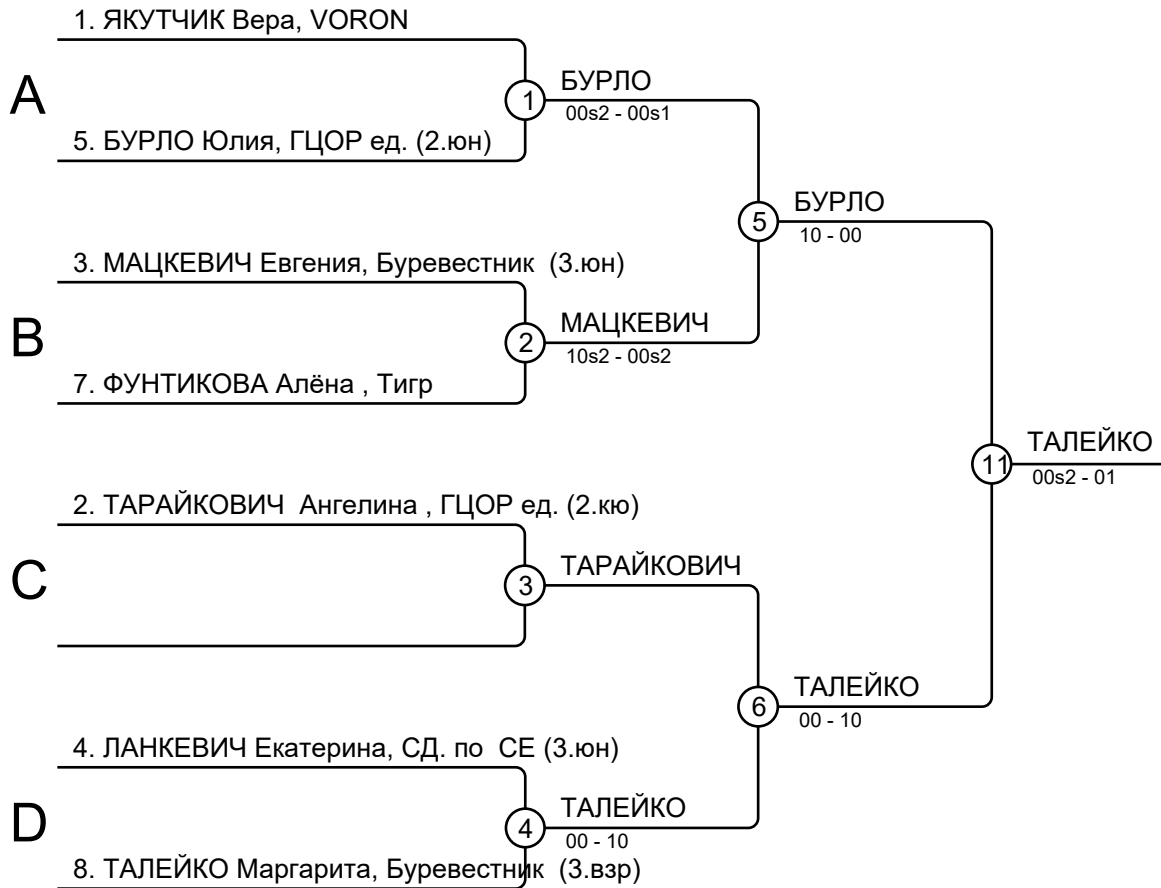 1. ЯКУТЧИК Вера, VORON
A
1
БУРЛО
00s2 - 00s1
5. БУРЛО Юлия, ГЦОР ед. (2.юн)
5
БУРЛО
10 - 00
3. МАЦКЕВИЧ Евгения, Буревестник (3.юн)
B
2
МАЦКЕВИЧ
10s2 - 00s2
7. ФУНТИКОВА Алёна , Тигр
11
ТАЛЕЙКО
00s2 - 01
2. ТАРАЙКОВИЧ Ангелина , ГЦОР ед. (2.кю)
C
3
ТАРАЙКОВИЧ
6
ТАЛЕЙКО
00 - 10
4. ЛАНКЕВИЧ Екатерина, СД. по СЕ (3.юн)
D
4
ТАЛЕЙКО
00 - 10
8. ТАЛЕЙКО Маргарита, Буревестник (3.взр)